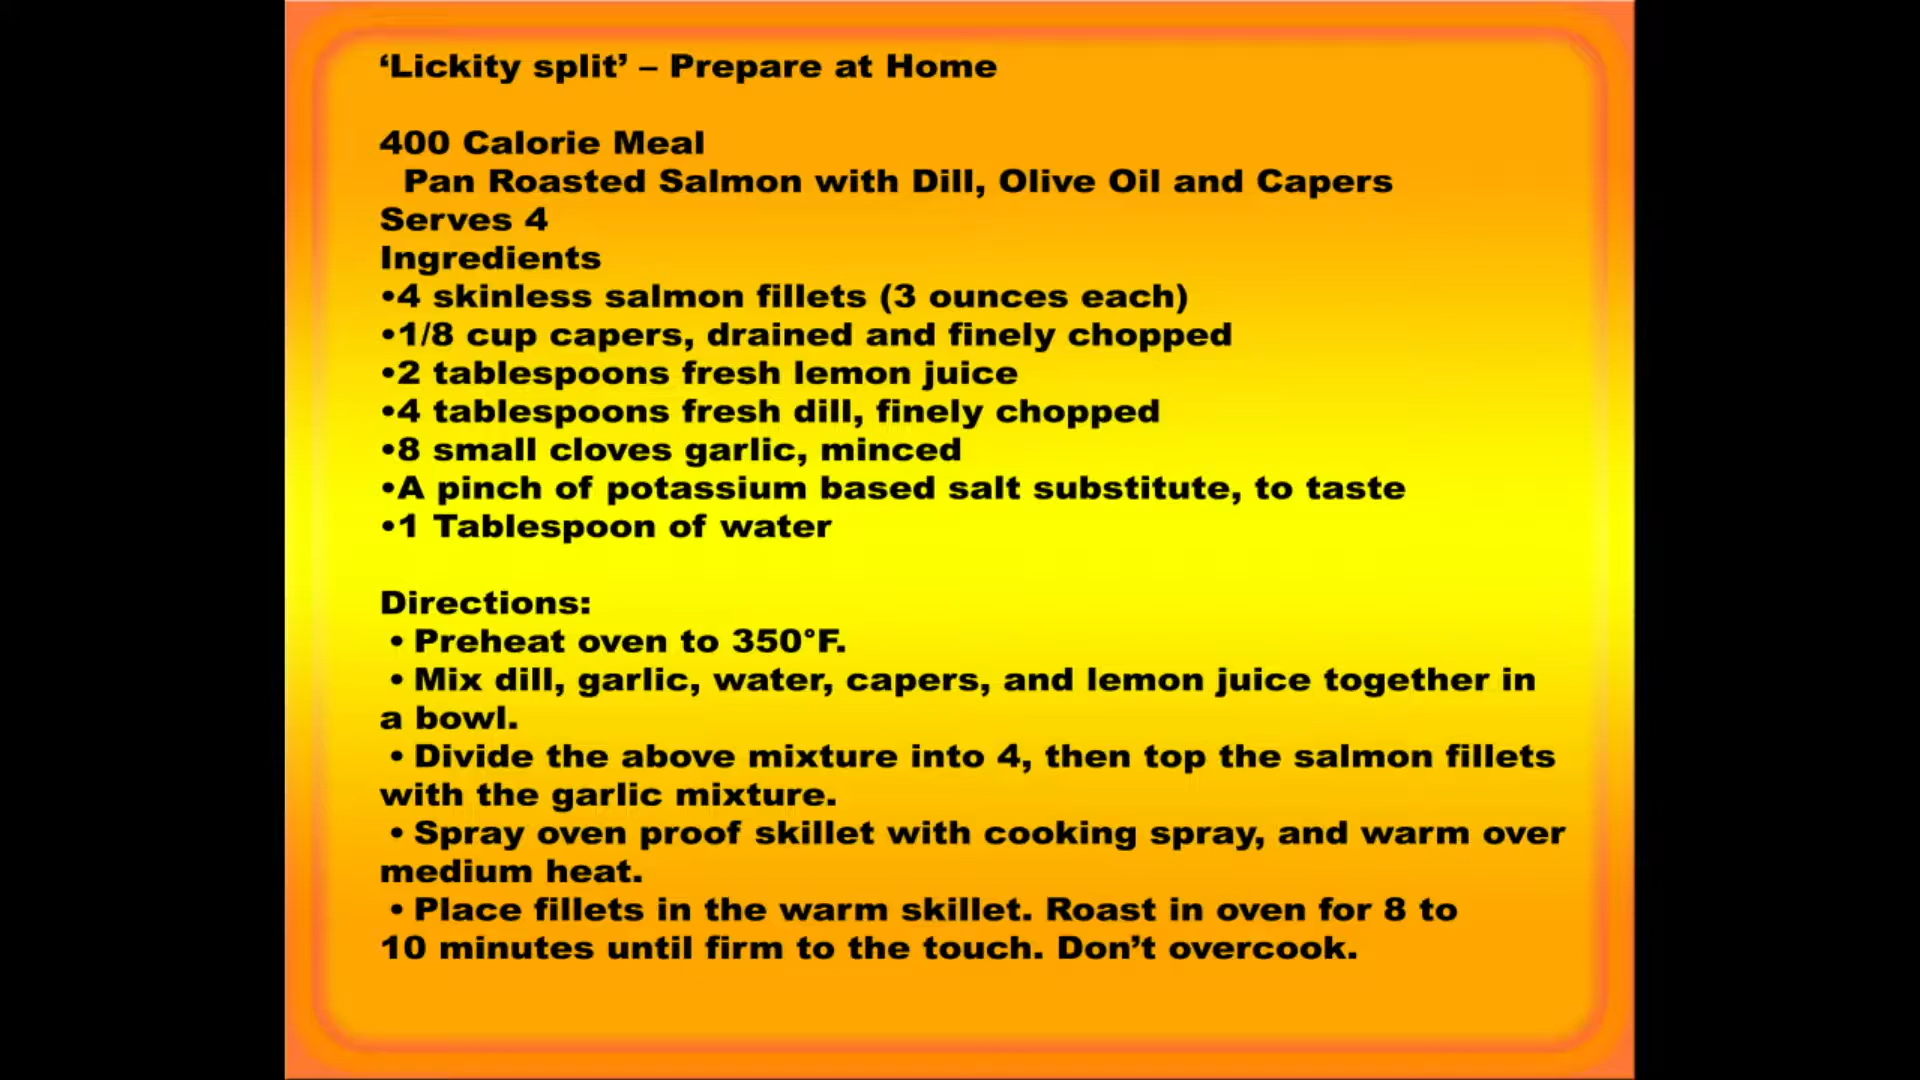 ‘Lickity split’ – Prepare at Home
400 Calorie Meal
Pan Roasted Salmon with Dill, Olive Oil and Capers
Serves 4
Ingredients
•4 skinless salmon fillets (3 ounces each)
•1/8 cup capers, drained and finely chopped
•2 tablespoons fresh lemon juice
•4 tablespoons fresh dill, finely chopped
•8 small cloves garlic, minced
•A pinch of potassium based salt substitute, to taste
•1 Tablespoon of water
Directions:
• Preheat oven to 350°F.
• Mix dill, garlic, water, capers, and lemon juice together in
a bowl.
• Divide the above mixture into 4, then top the salmon fillets
with the garlic mixture.
• Spray oven proof skillet with cooking spray, and warm over
medium heat.
• Place fillets in the warm skillet. Roast in oven for 8 to
10 minutes until firm to the touch. Don’t overcook.